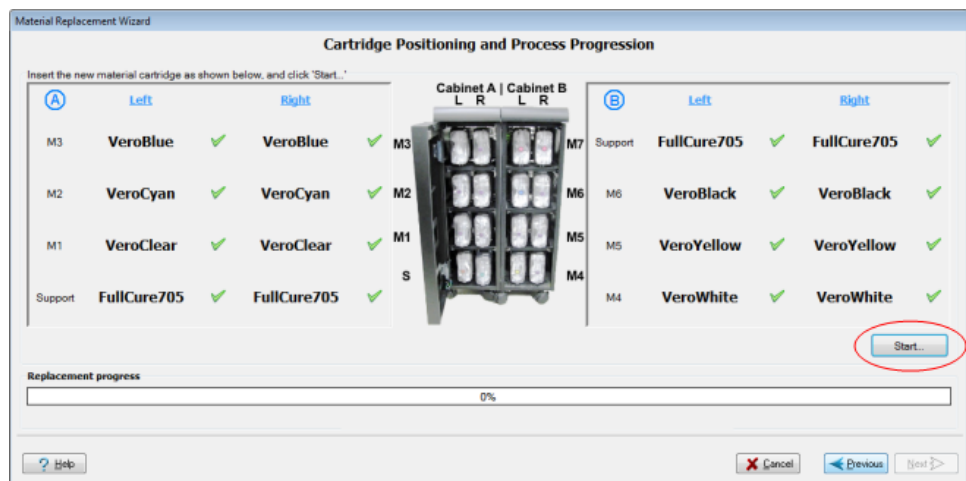 Material Replacement Wizard
Cartridge Positioning and Process Progression
Insert the new material cartridge as shown below, and click 'Start..'
A Left Right
M3 VeroBlue VeroBlue
M2 VeroCyan VeroCyan
M1 VeroClear VeroClear
Support FullCure705 FullCure705
Cabinet A | Cabinet B
L R L R
M3 M7
M2 M6
M1 M5
S M4
B Left Right
Support FullCure705 FullCure705
M6 VeroBlack VeroBlack
M5 VeroYellow VeroYellow
M4 VeroWhite VeroWhite
Start...
Replacement progress
0%
? Help Cancel Previous Next